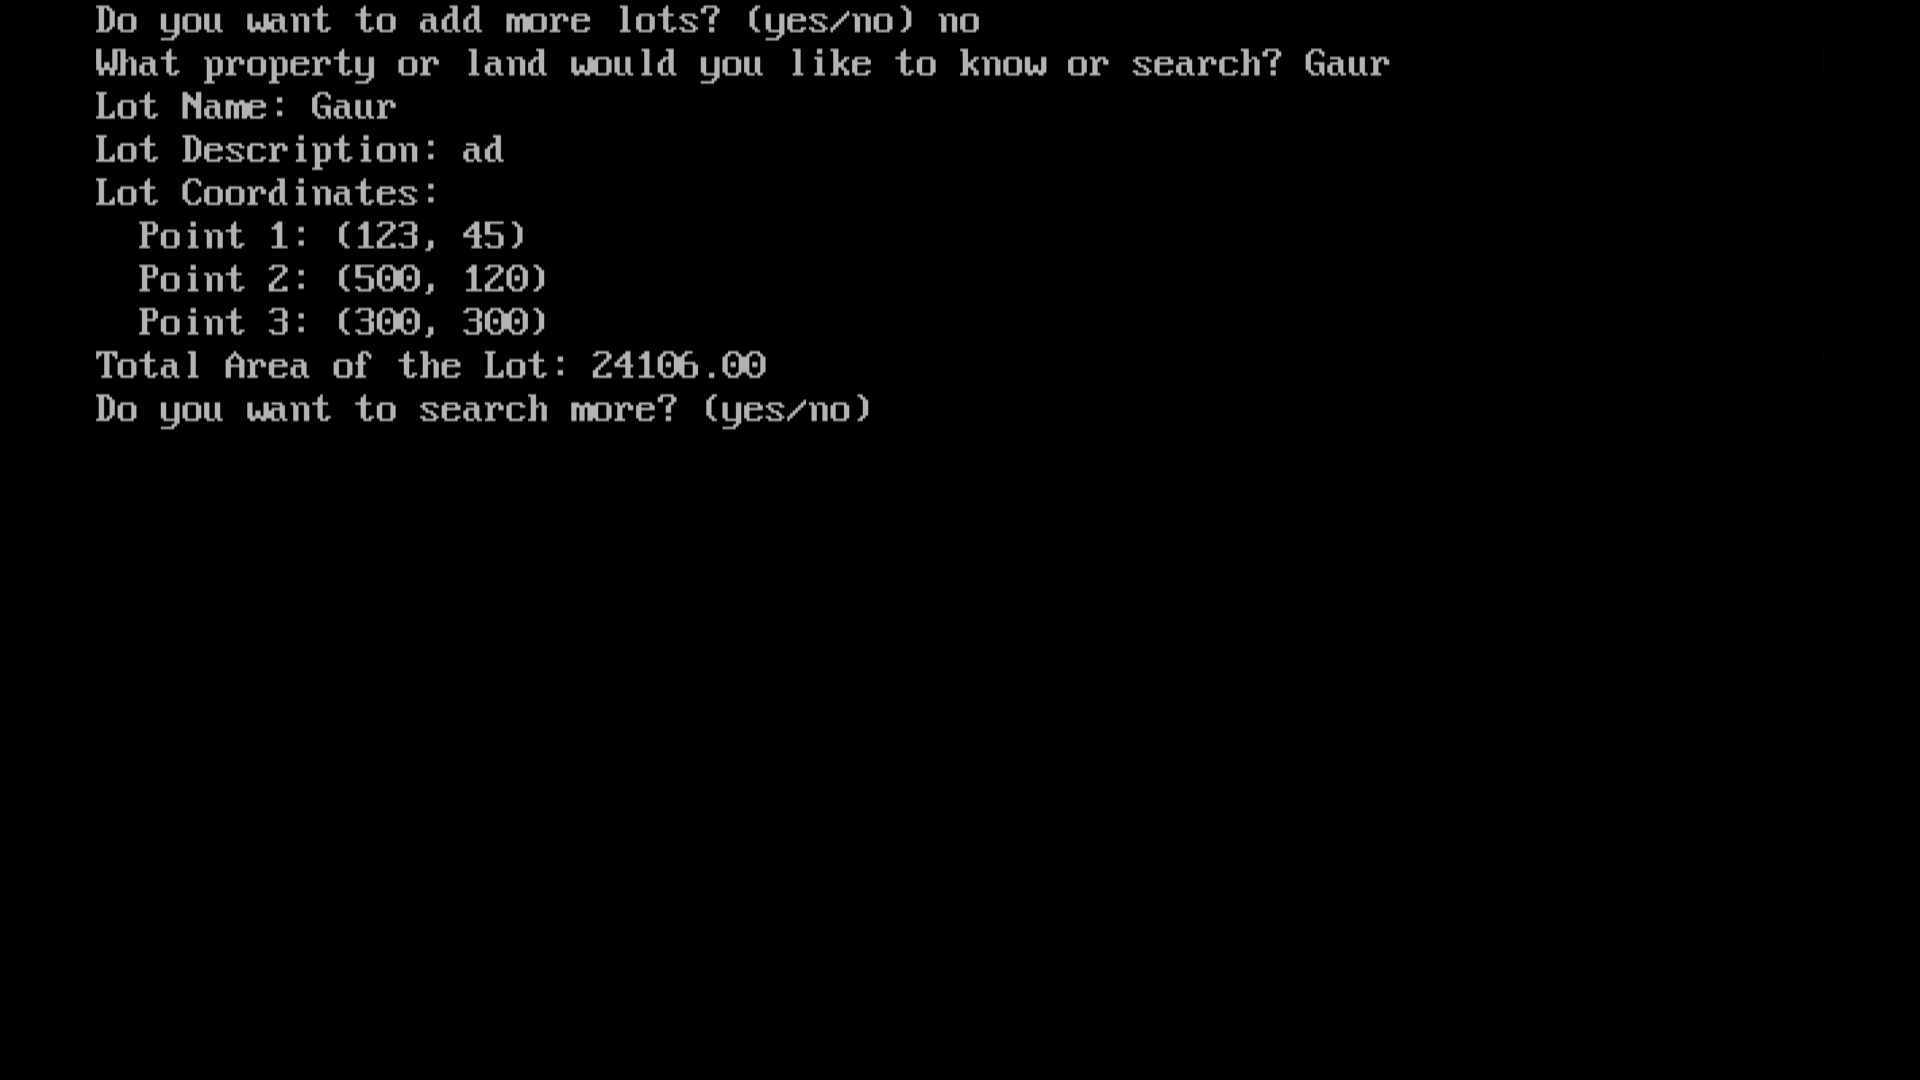 Do you want to add more lots? (yes/no) no
What property or land would you like to know or search? Gaur
Lot Name: Gaur
Lot Description: ad
Lot Coordinates:
  Point 1: (123, 45)
  Point 2: (500, 120)
  Point 3: (300, 300)
Total Area of the Lot: 24106.00
Do you want to search more? (yes/no)